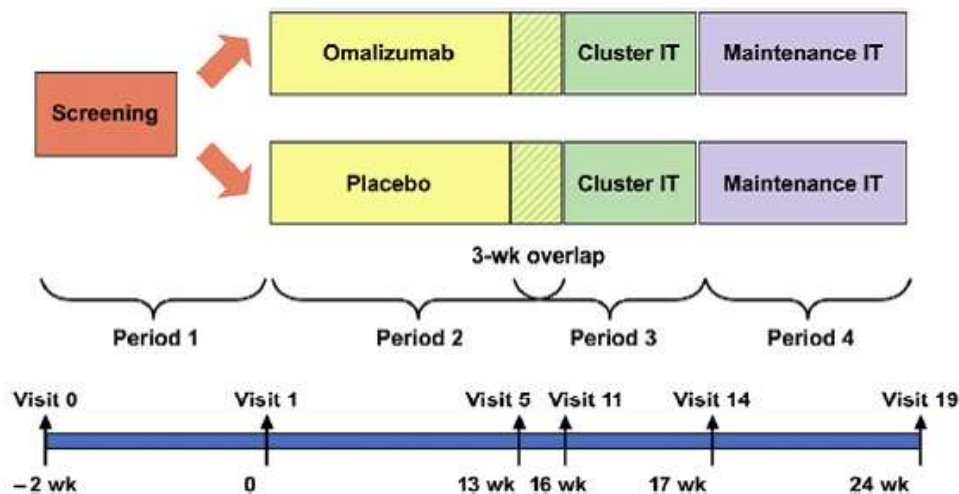 Omalizumab
Cluster IT
Maintenance IT
Screening
Placebo
Cluster IT
Maintenance IT
3-wk overlap
Period 1
Period 2
Period 3
Period 4
Visit 0
Visit 1
Visit 5
Visit 11
Visit 14
Visit 19
–2 wk
0
13 wk
16 wk
17 wk
24 wk